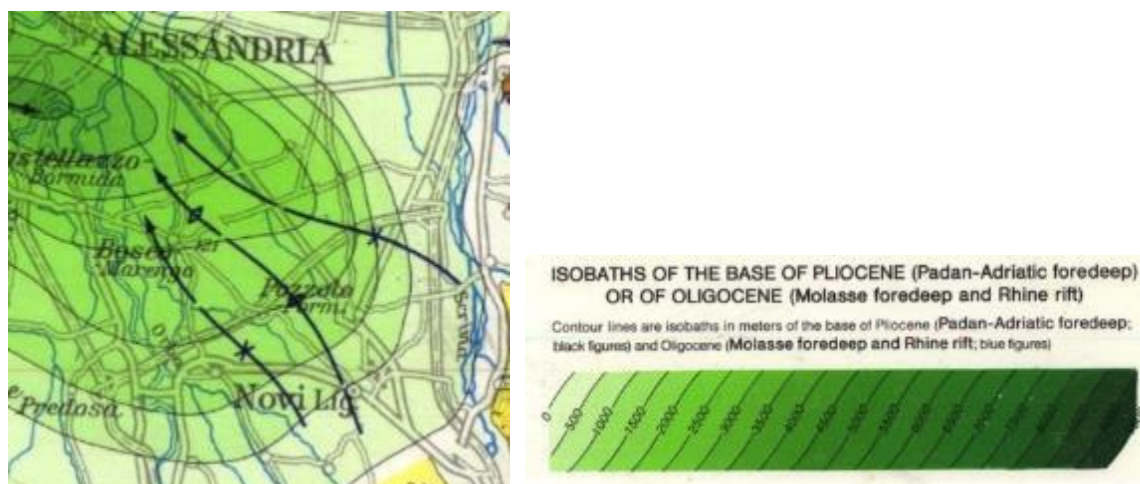 ALESSANDRIA
Bormida
Bosco
Marengo
121
Pozzolo
Form.
Scrivia
Novi Lig.
Predosa
ISOBATHS OF THE BASE OF PLIOCENE (Padan-Adriatic foredeep)
OR OF OLIGOCENE (Molasse foredeep and Rhine rift)
Contour lines are isobaths in meters of the base of Pliocene (Padan-Adriatic foredeep;
black figures) and Oligocene (Molasse foredeep and Rhine rift; blue figures)
0 500 1000 1500 2000 2500 3000 3500 4000 4500 5000 5500 6000 6500